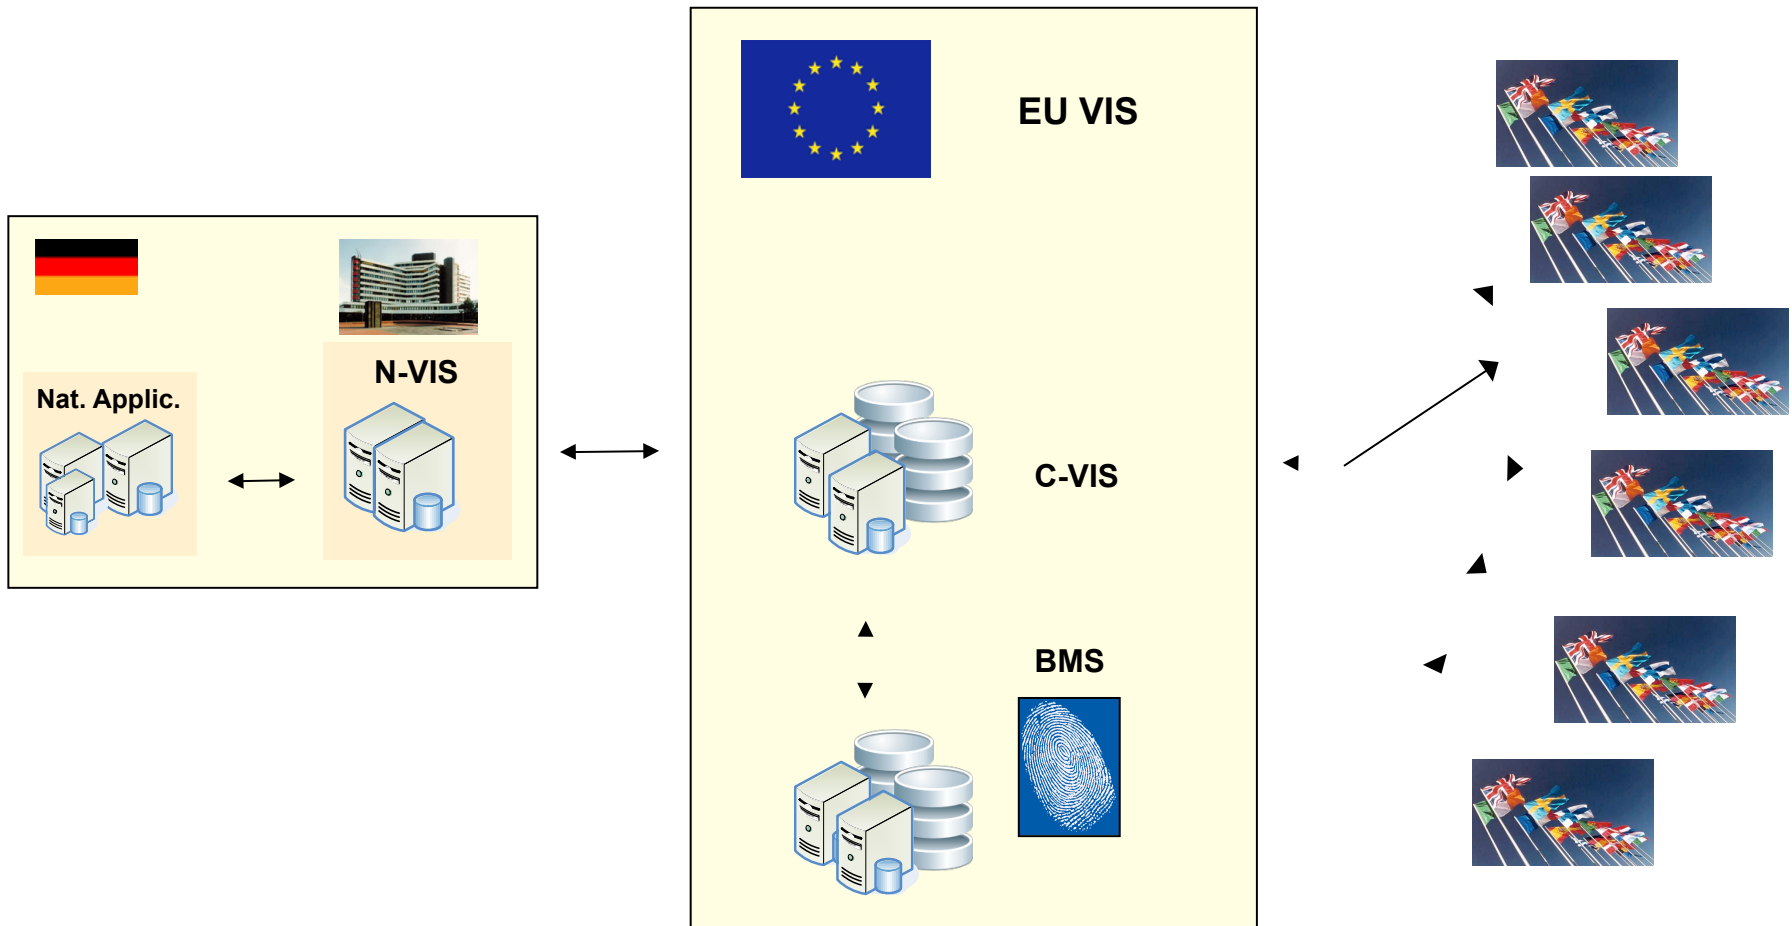 EU VIS
N-VIS
Nat. Applic.
C-VIS
BMS